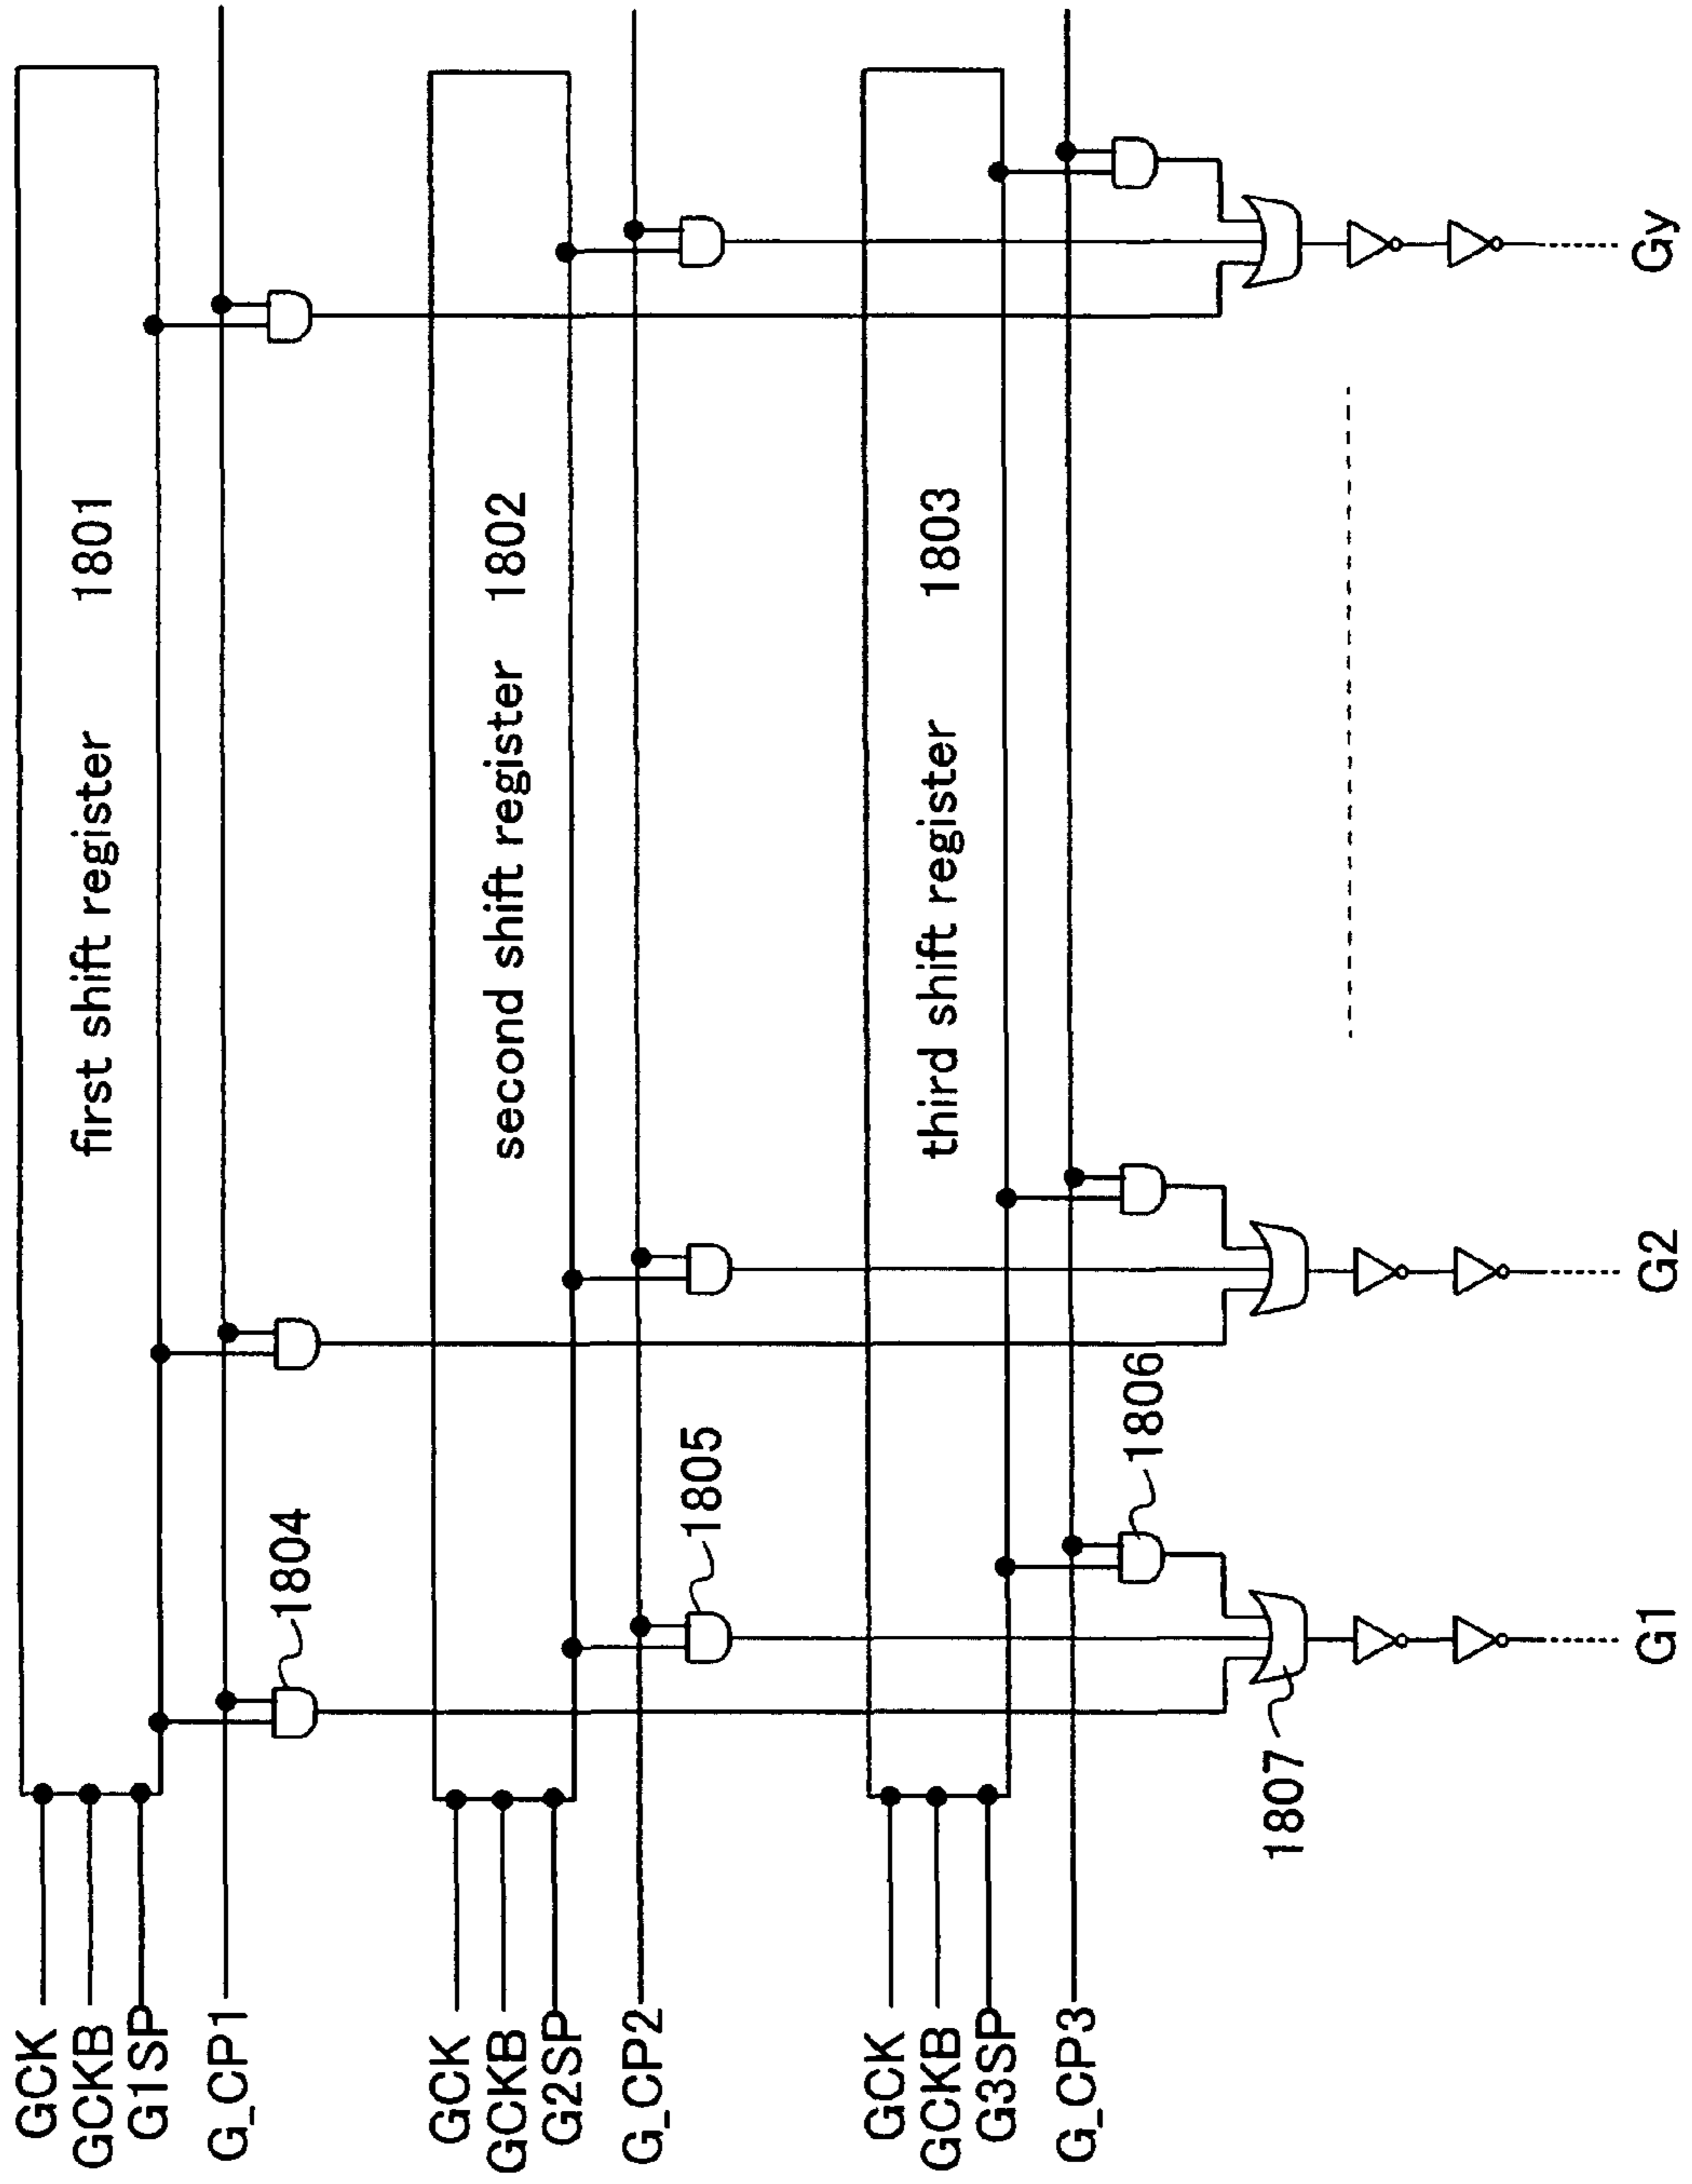 GCK
GCKB
G1SP
G_CP1
first shift register 1801
1804
GCK
GCKB
G2SP
G_CP2
second shift register 1802
1805
GCK
GCKB
G3SP
G_CP3
third shift register 1803
1806
1807
G1
G2
Gy